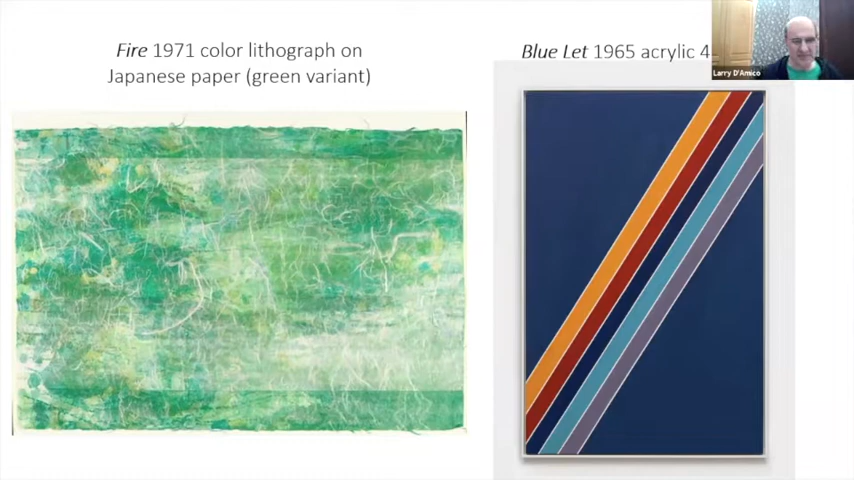 Fire 1971 color lithograph on
Japanese paper (green variant)
Blue Let 1965 acrylic 4
Larry D'Amico